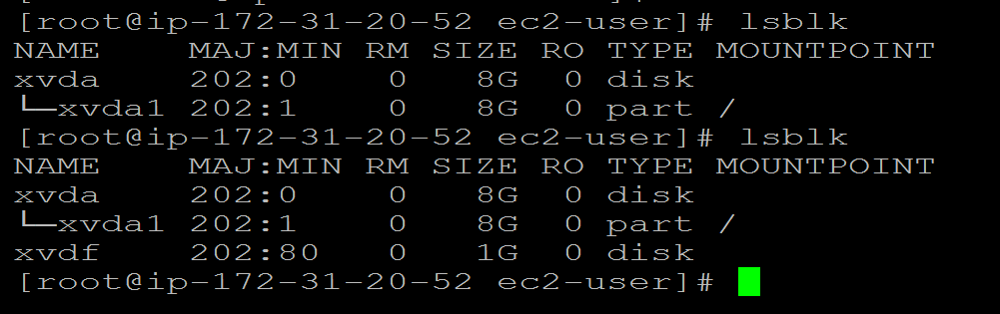 [root@ip-172-31-20-52 ec2-user]# lsblk
NAME    MAJ:MIN RM SIZE RO TYPE MOUNTPOINT
xvda    202:0    0   8G  0 disk
└─xvda1 202:1    0   8G  0 part /
[root@ip-172-31-20-52 ec2-user]# lsblk
NAME    MAJ:MIN RM SIZE RO TYPE MOUNTPOINT
xvda    202:0    0   8G  0 disk
└─xvda1 202:1    0   8G  0 part /
xvdf    202:80   0   1G  0 disk
[root@ip-172-31-20-52 ec2-user]#